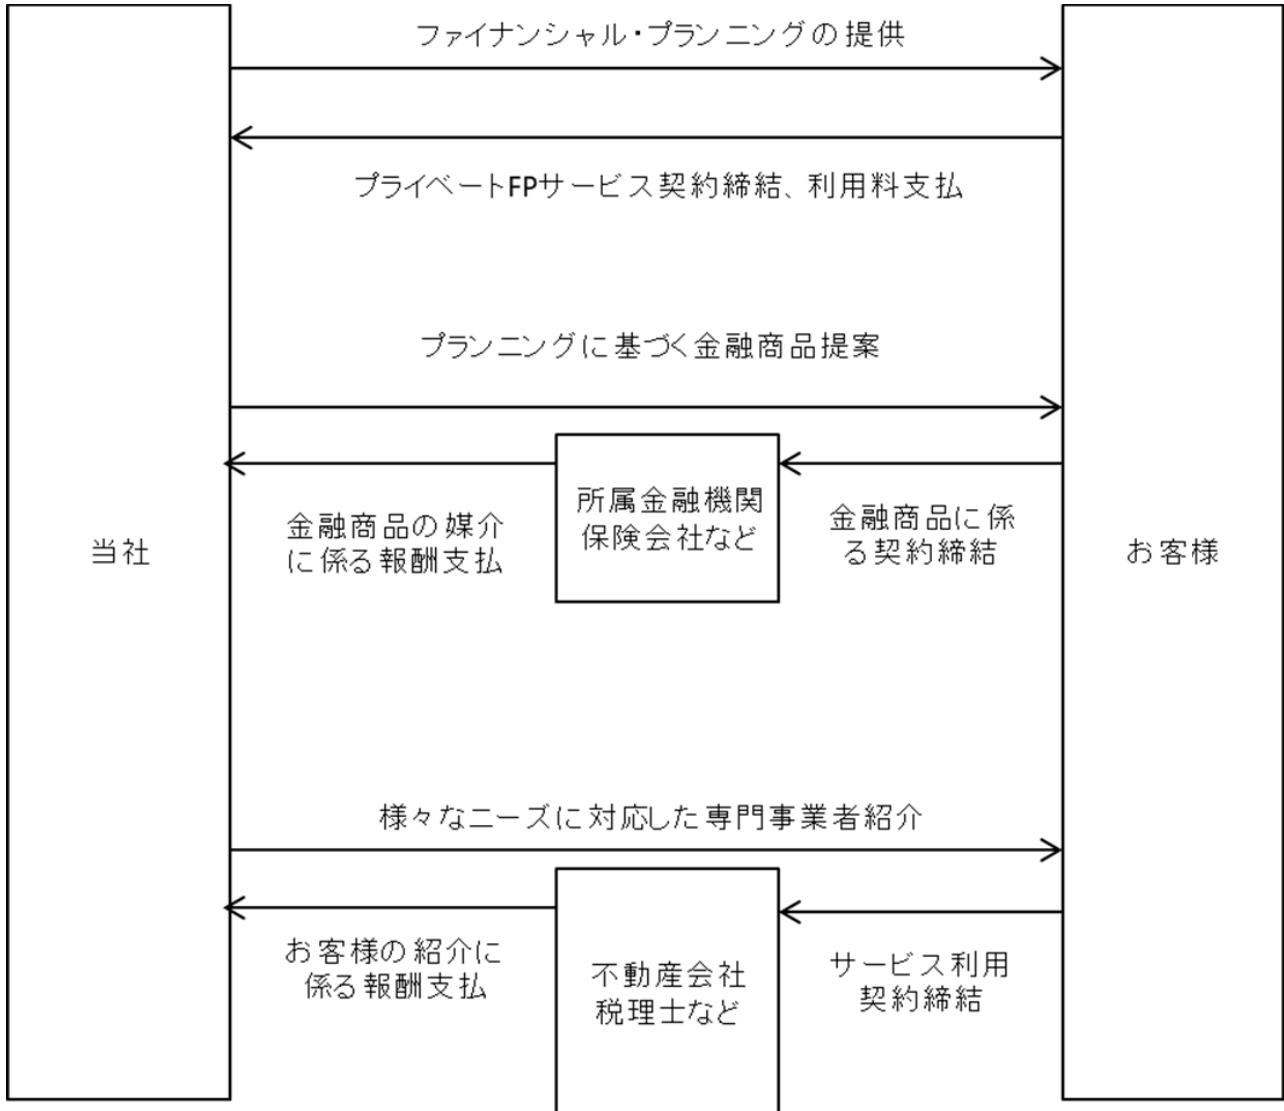 ファイナンシャル・プランニングの提供
プライベートFPサービス契約締結、利用料支払
プランニングに基づく金融商品提案
当社
金融商品の媒介
に係る報酬支払
所属金融機関
保険会社など
金融商品に係
る契約締結
お客様
様々なニーズに対応した専門事業者紹介
お客様の紹介に
係る報酬支払
不動産会社
税理士など
サービス利用
契約締結